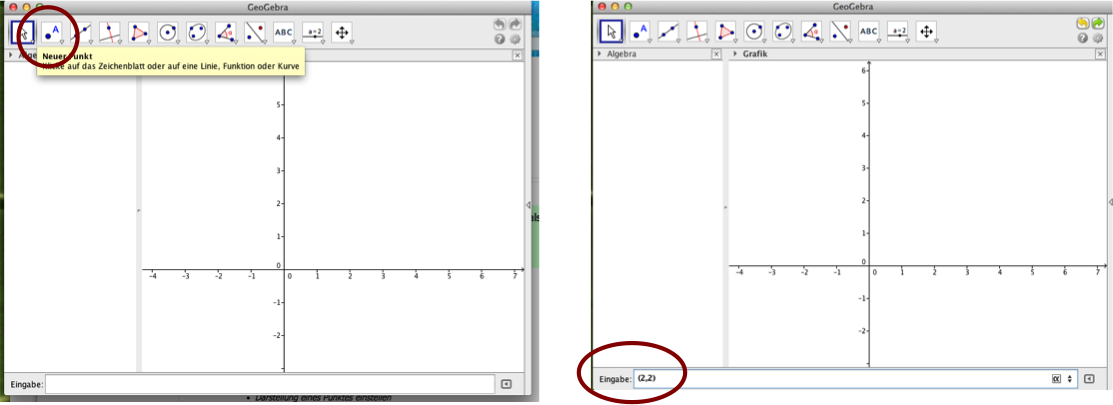 GeoGebra
A
ABC
a=2
Neuer Punkt
Klicke auf das Zeichenblatt oder auf eine Linie, Funktion oder Kurve
5
4
3
2
1
0
-4 -3 -2 -1 0 1 2 3 4 5 6 7
-1
-2
Eingabe:
Darstellung eines Punktes einstellen
GeoGebra
A
ABC
a=2
Algebra
Grafik
6
5
4
3
2
1
0
-4 -3 -2 -1 0 1 2 3 4 5 6 7
-1
-2
Eingabe: (2,2)
α